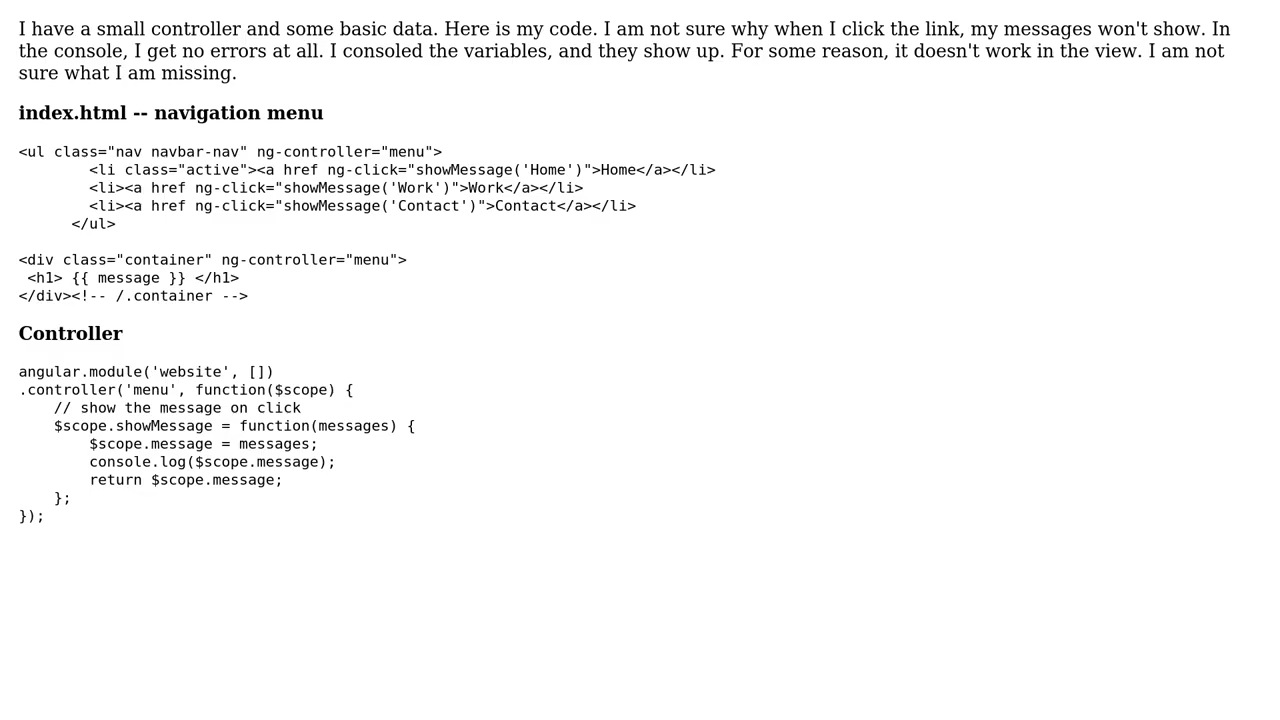 I have a small controller and some basic data. Here is my code. I am not sure why when I click the link, my messages won't show. In
the console, I get no errors at all. I consoled the variables, and they show up. For some reason, it doesn't work in the view. I am not
sure what I am missing.
index.html -- navigation menu
<ul class="nav navbar-nav" ng-controller="menu">
        <li class="active"><a href ng-click="showMessage('Home')">Home</a></li>
        <li><a href ng-click="showMessage('Work')">Work</a></li>
        <li><a href ng-click="showMessage('Contact')">Contact</a></li>
      </ul>
<div class="container" ng-controller="menu">
 <h1> {{ message }} </h1>
</div><!-- /.container -->
Controller
angular.module('website', [])
.controller('menu', function($scope) {
    // show the message on click
    $scope.showMessage = function(messages) {
        $scope.message = messages;
        console.log($scope.message);
        return $scope.message;
    };
});